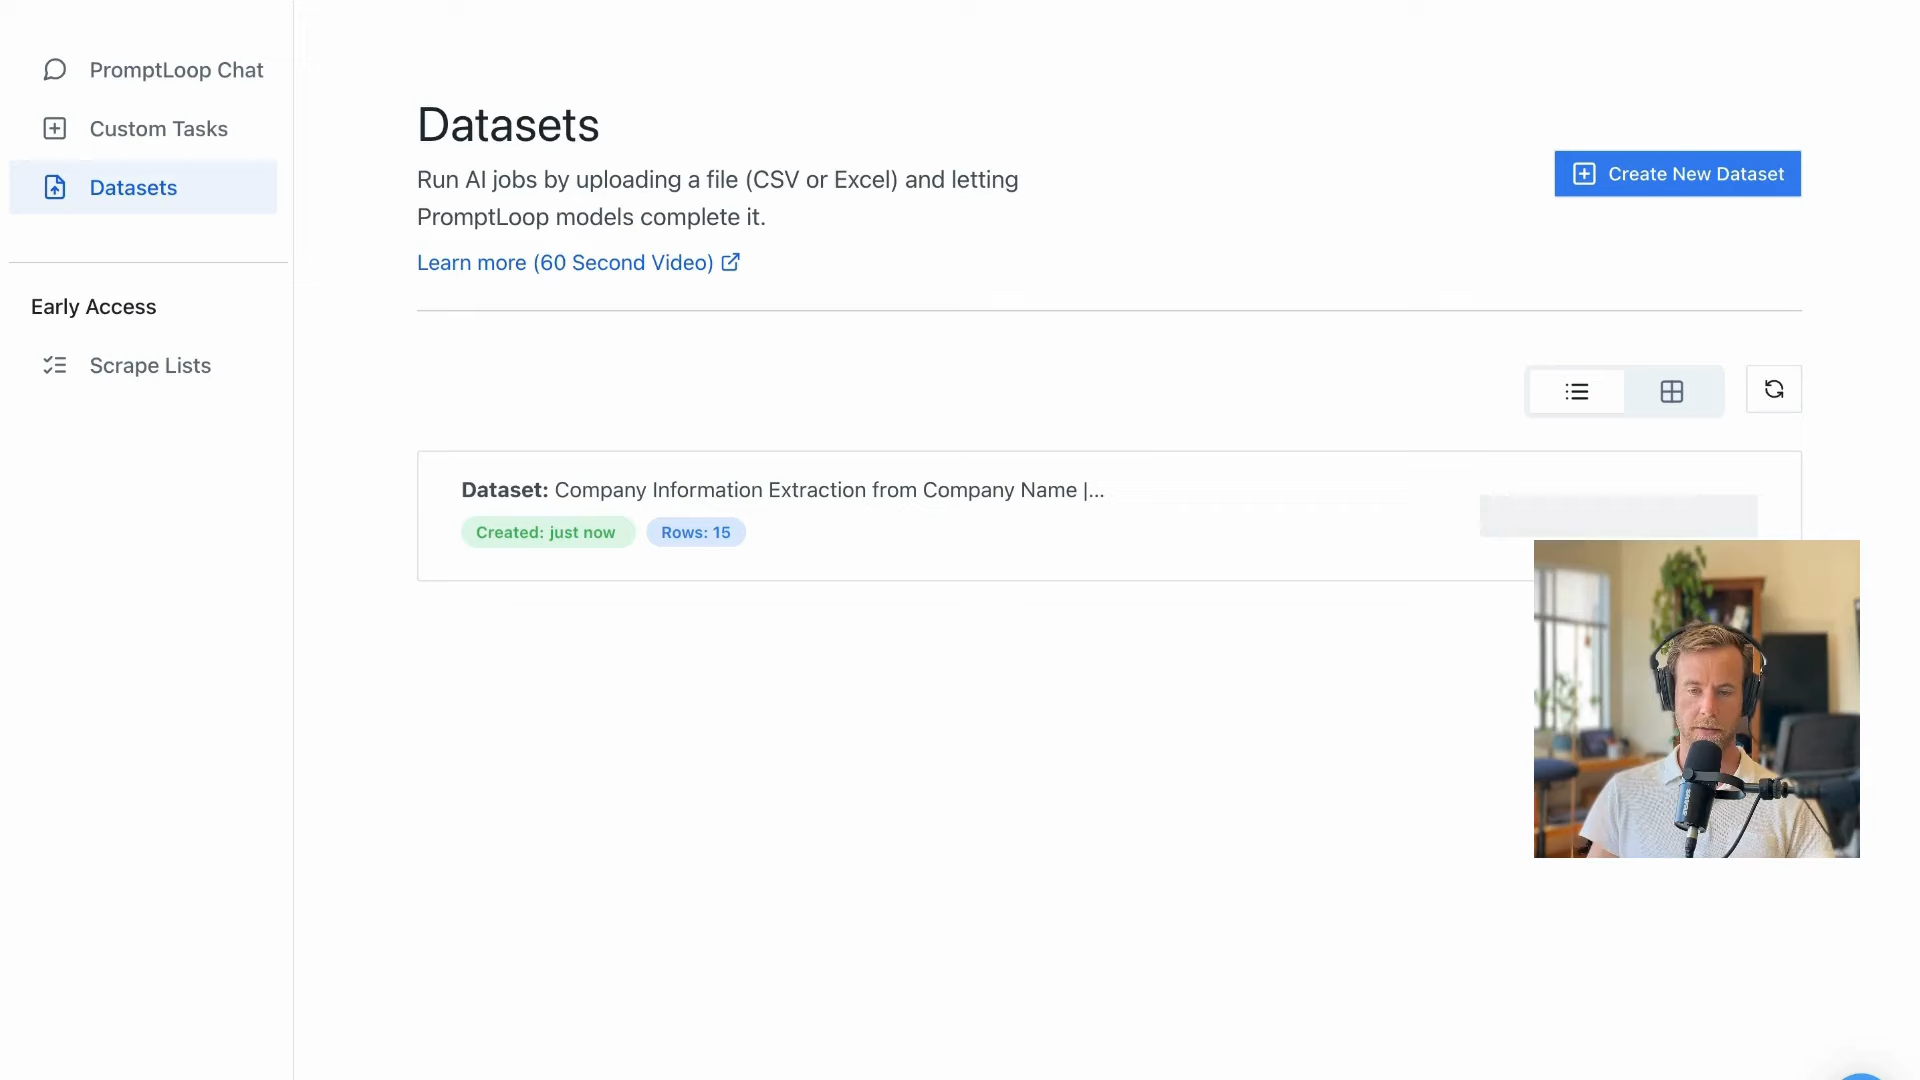 PromptLoop Chat
Custom Tasks
Datasets
Early Access
Scrape Lists
Datasets
Run AI jobs by uploading a file (CSV or Excel) and letting
PromptLoop models complete it.
Learn more (60 Second Video)
Create New Dataset
Dataset: Company Information Extraction from Company Name |...
Created: just now
Rows: 15